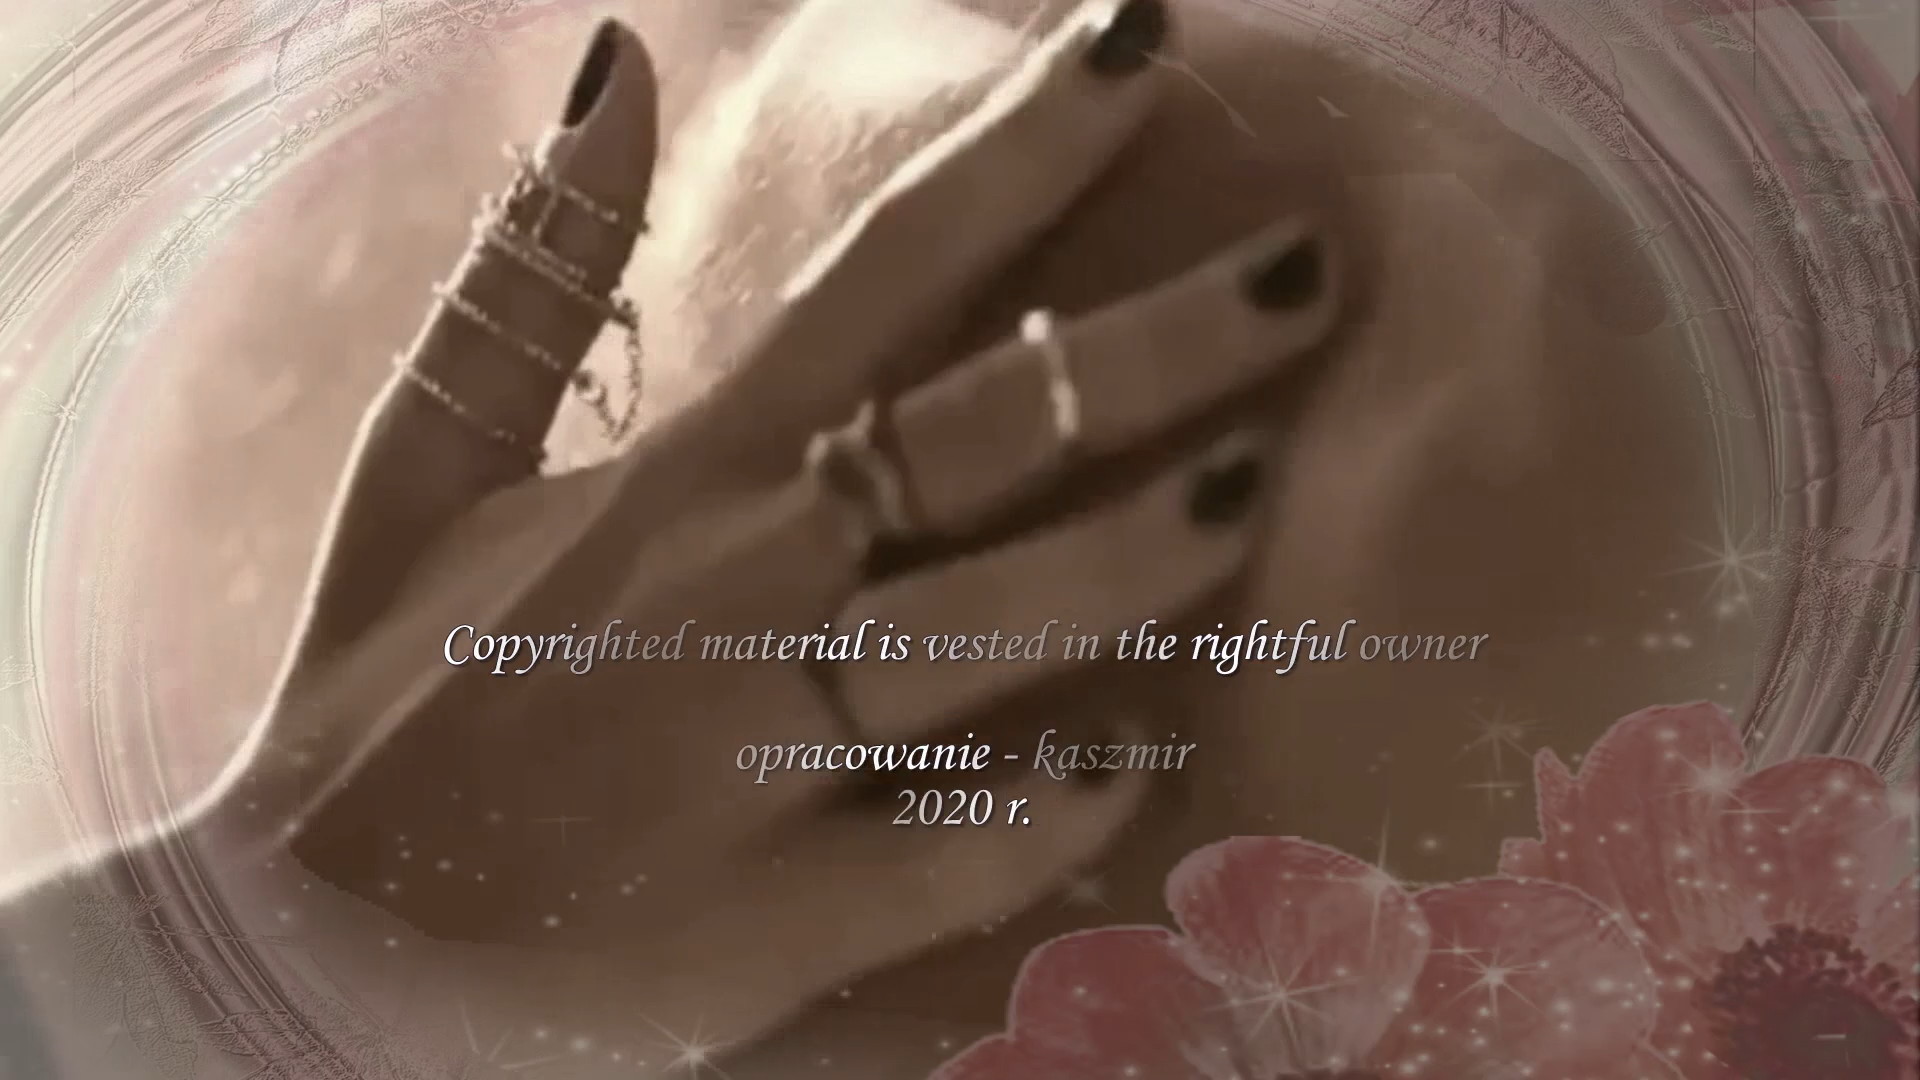 Copyrighted material is vested in the rightful owner
opracowanie - kaszmir
2020 r.